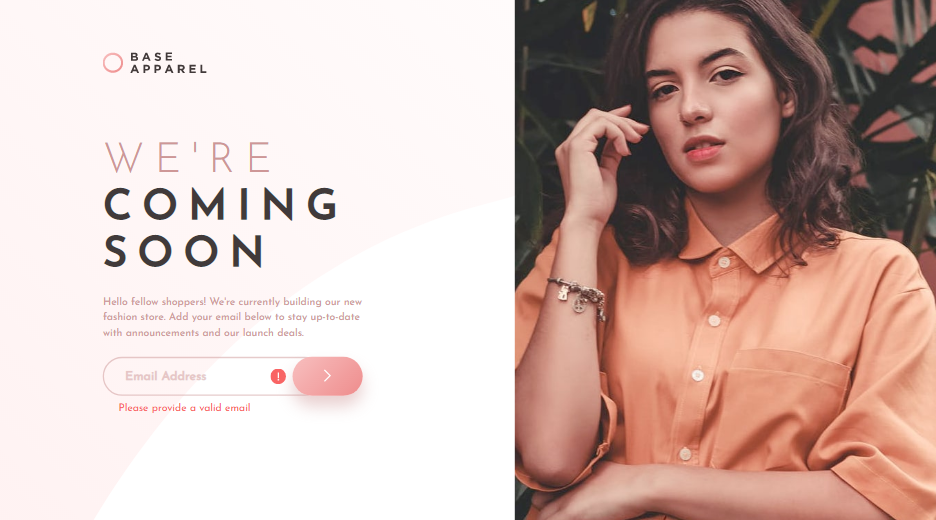 BASE
APPAREL
WE'RE
COMING
SOON
Hello fellow shoppers! We're currently building our new
fashion store. Add your email below to stay up-to-date
with announcements and our launch deals.
Email Address !
Please provide a valid email